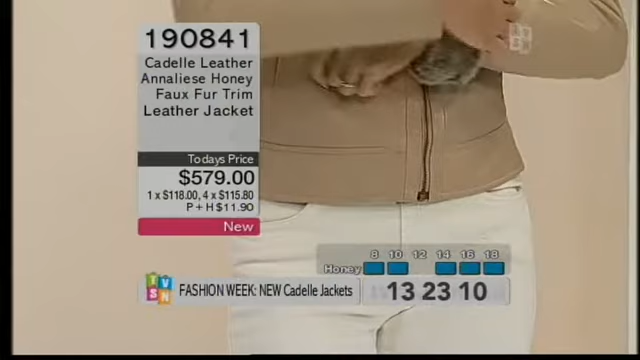 190841
Cadelle Leather
Annaliese Honey
Faux Fur Trim
Leather Jacket
Todays Price
$579.00
1 x $118.00, 4 x $115.80
P + H $11.90
New
8 10 12 14 16 18
Honey
TVSN
FASHION WEEK: NEW Cadelle Jackets
13 23 10